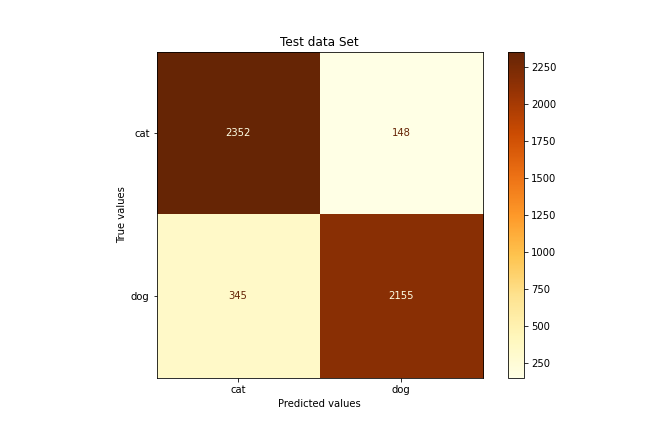 Test data Set
cat
2352
148
dog
345
2155
cat
dog
True values
Predicted values
2250
2000
1750
1500
1250
1000
750
500
250